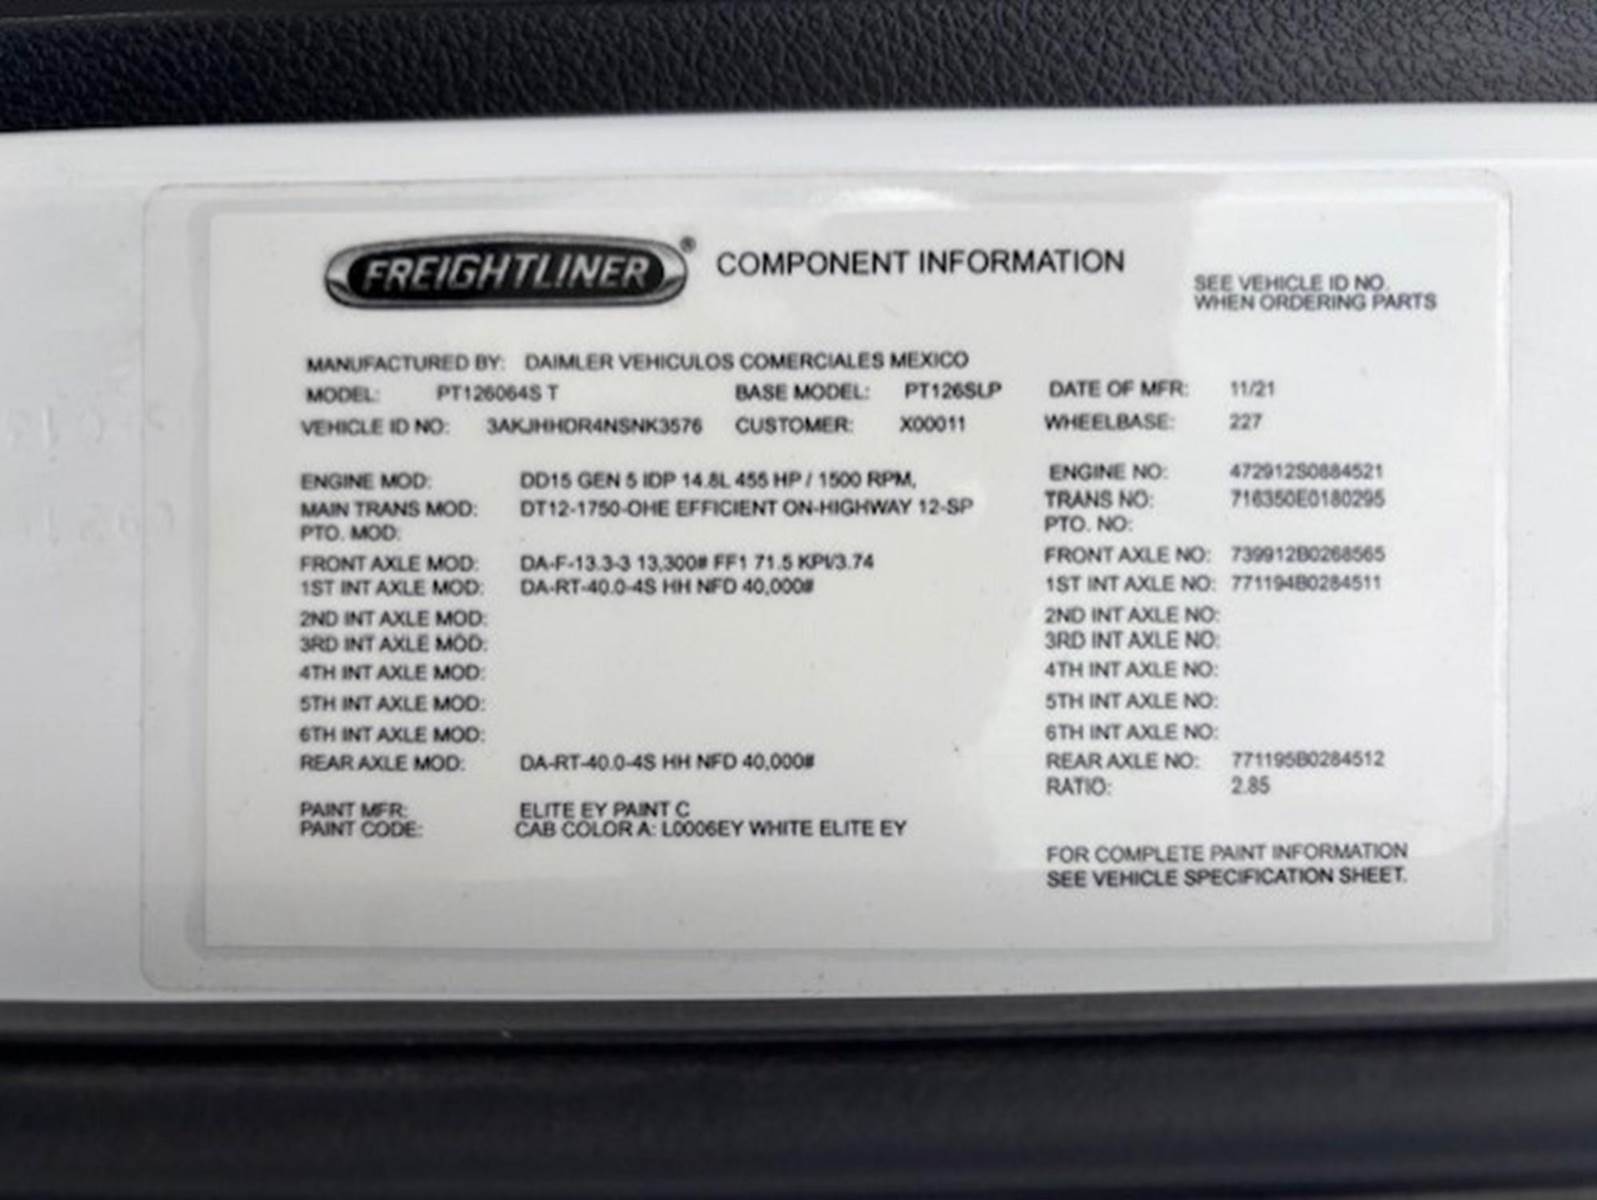 FREIGHTLINER® COMPONENT INFORMATION
SEE VEHICLE ID NO.
WHEN ORDERING PARTS
MANUFACTURED BY: DAIMLER VEHICULOS COMERCIALES MEXICO
MODEL: PT126064S T BASE MODEL: PT126SLP DATE OF MFR: 11/21
VEHICLE ID NO: 3AKJHHDR4NSNK3576 CUSTOMER: X00011 WHEELBASE: 227
ENGINE MOD: DD15 GEN 5 IDP 14.8L 455 HP / 1500 RPM, ENGINE NO: 472912S0884521
MAIN TRANS MOD: DT12-1750-OHE EFFICIENT ON-HIGHWAY 12-SP TRANS NO: 716350E0180295
PTO. MOD: PTO. NO:
FRONT AXLE MOD: DA-F-13.3-3 13,300# FF1 71.5 KPI/3.74 FRONT AXLE NO: 739912B0268565
1ST INT AXLE MOD: DA-RT-40.0-4S HH NFD 40,000# 1ST INT AXLE NO: 771194B0284511
2ND INT AXLE MOD: 2ND INT AXLE NO:
3RD INT AXLE MOD: 3RD INT AXLE NO:
4TH INT AXLE MOD: 4TH INT AXLE NO:
5TH INT AXLE MOD: 5TH INT AXLE NO:
6TH INT AXLE MOD: 6TH INT AXLE NO:
REAR AXLE MOD: DA-RT-40.0-4S HH NFD 40,000# REAR AXLE NO: 771195B0284512
RATIO: 2.85
PAINT MFR: ELITE EY PAINT C
PAINT CODE: CAB COLOR A: L0006EY WHITE ELITE EY
FOR COMPLETE PAINT INFORMATION
SEE VEHICLE SPECIFICATION SHEET.